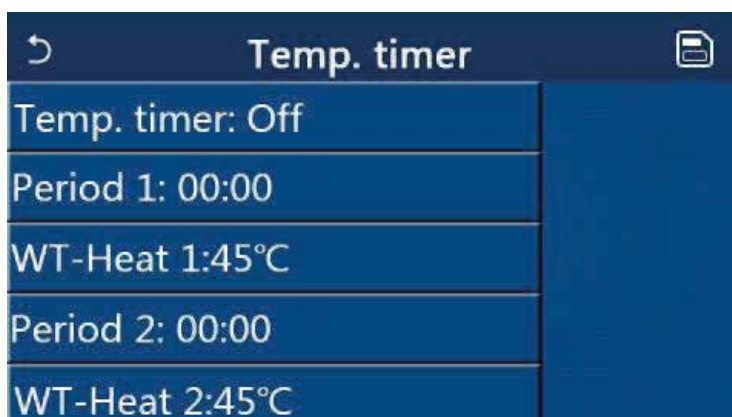 Temp. timer
Temp. timer: Off
Period 1: 00:00
WT-Heat 1:45℃
Period 2: 00:00
WT-Heat 2:45℃